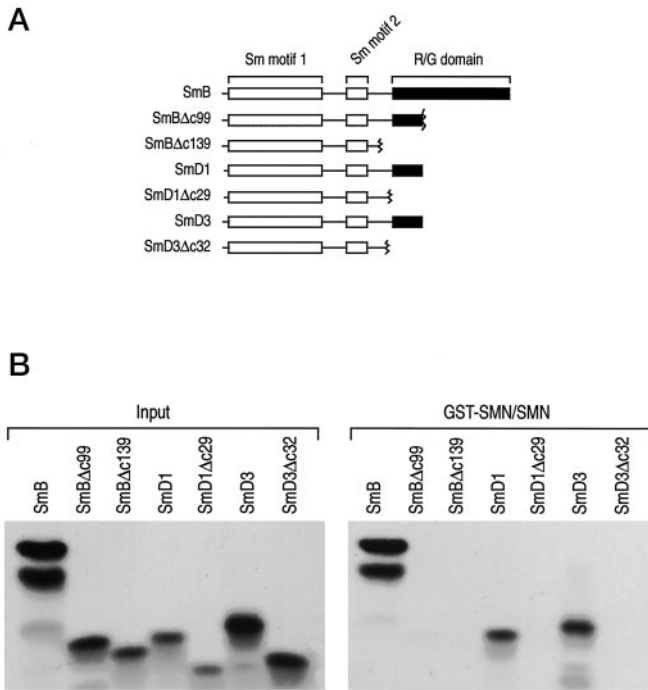 A
Sm motif 1
Sm motif 2
R/G domain
SmB
SmBΔc99
SmBΔc139
SmD1
SmD1Δc29
SmD3
SmD3Δc32
B
Input
GST-SMN/SMN
SmB
SmBΔc99
SmBΔc139
SmD1
SmD1Δc29
SmD3
SmD3Δc32
SmB
SmBΔc99
SmBΔc139
SmD1
SmD1Δc29
SmD3
SmD3Δc32